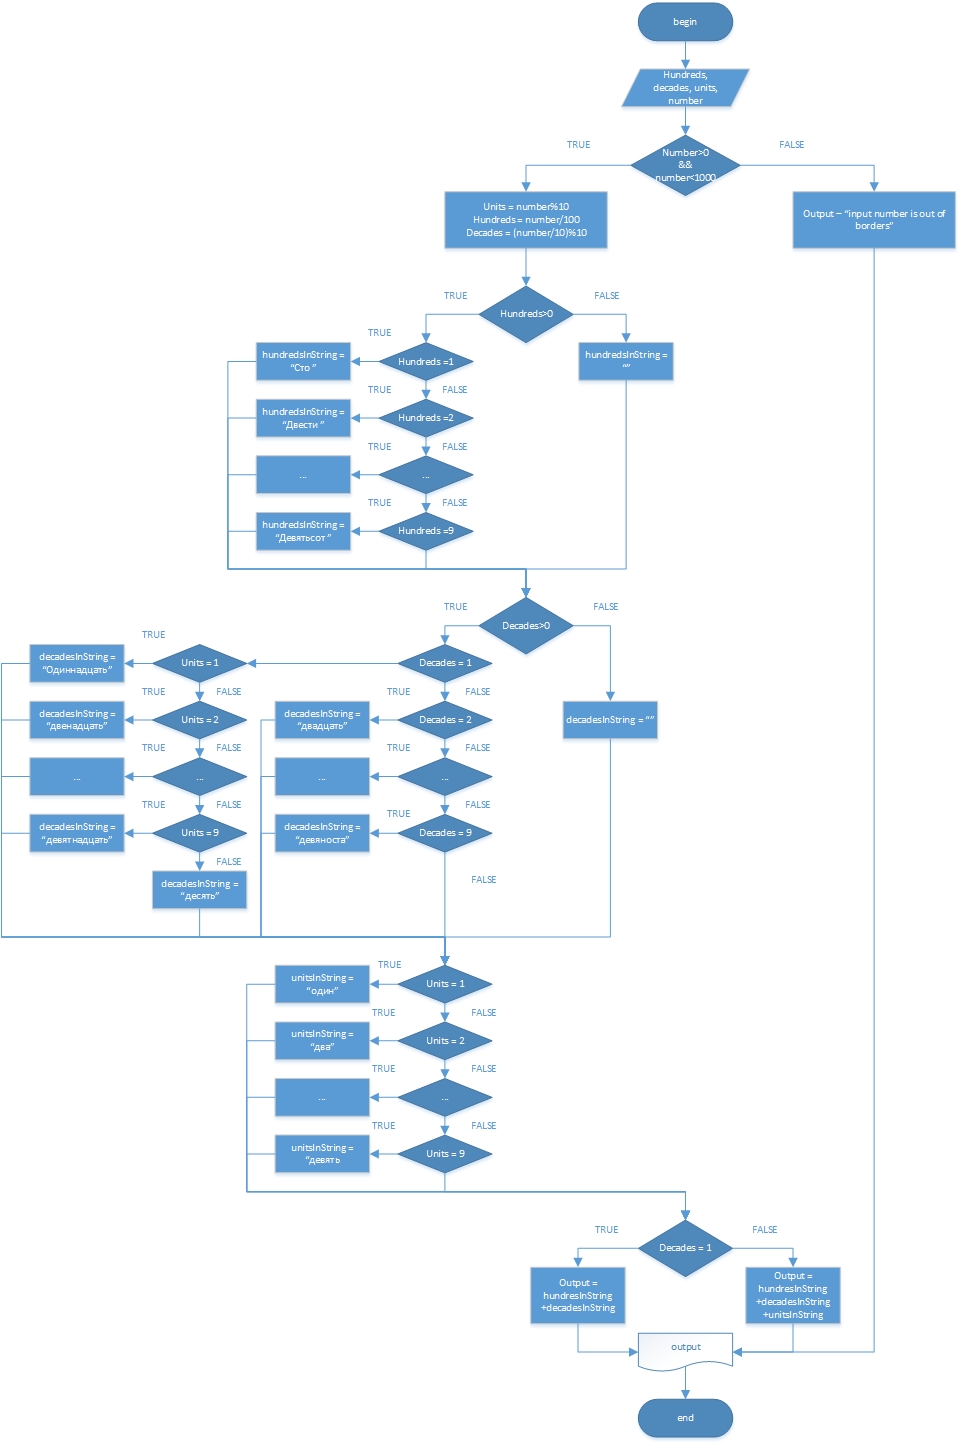 begin
Hundreds,
decades, units,
number
Number>0
&&
number<1000
TRUE
FALSE
Units = number%10
Hundreds = number/100
Decades = (number/10)%10
Output – “input number is out of
borders”
Hundreds>0
TRUE
FALSE
hundredsInString =
“”
TRUE
Hundreds =1
hundredsInString =
“Сто ”
TRUE
FALSE
Hundreds =2
hundredsInString =
“Двести ”
TRUE
FALSE
...
...
TRUE
FALSE
Hundreds =9
hundredsInString =
“Девятьсот ”
Decades>0
TRUE
FALSE
decadesInString = “”
Decades = 1
TRUE
Units = 1
decadesInString =
“Одиннадцать”
TRUE
FALSE
Units = 2
decadesInString =
“двенадцать”
TRUE
FALSE
...
...
TRUE
FALSE
Units = 9
decadesInString =
“девятнадцать”
FALSE
decadesInString =
“десять”
TRUE
FALSE
Decades = 2
decadesInString =
“двадцать”
TRUE
FALSE
...
...
TRUE
FALSE
Decades = 9
decadesInString =
“девяноста”
FALSE
TRUE
Units = 1
unitsInString =
“один”
TRUE
FALSE
Units = 2
unitsInString =
“два”
TRUE
FALSE
...
...
TRUE
FALSE
Units = 9
unitsInString =
“девять
Decades = 1
TRUE
FALSE
Output =
hundresInString
+decadesInString
Output =
hundresInString
+decadesInString
+unitsInString
output
end